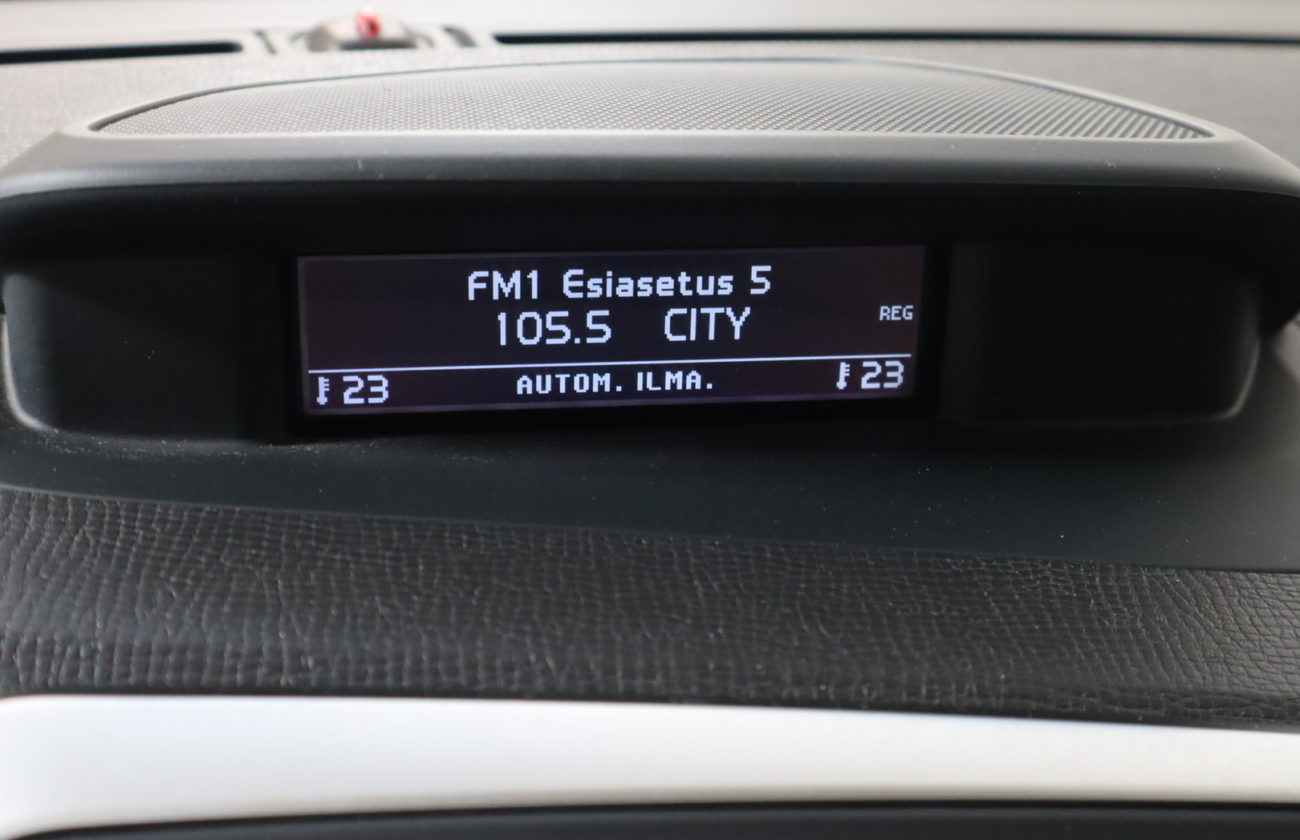 FM1 Esiasetus 5
105.5 CITY
REG
23 AUTOM. ILMA. 23